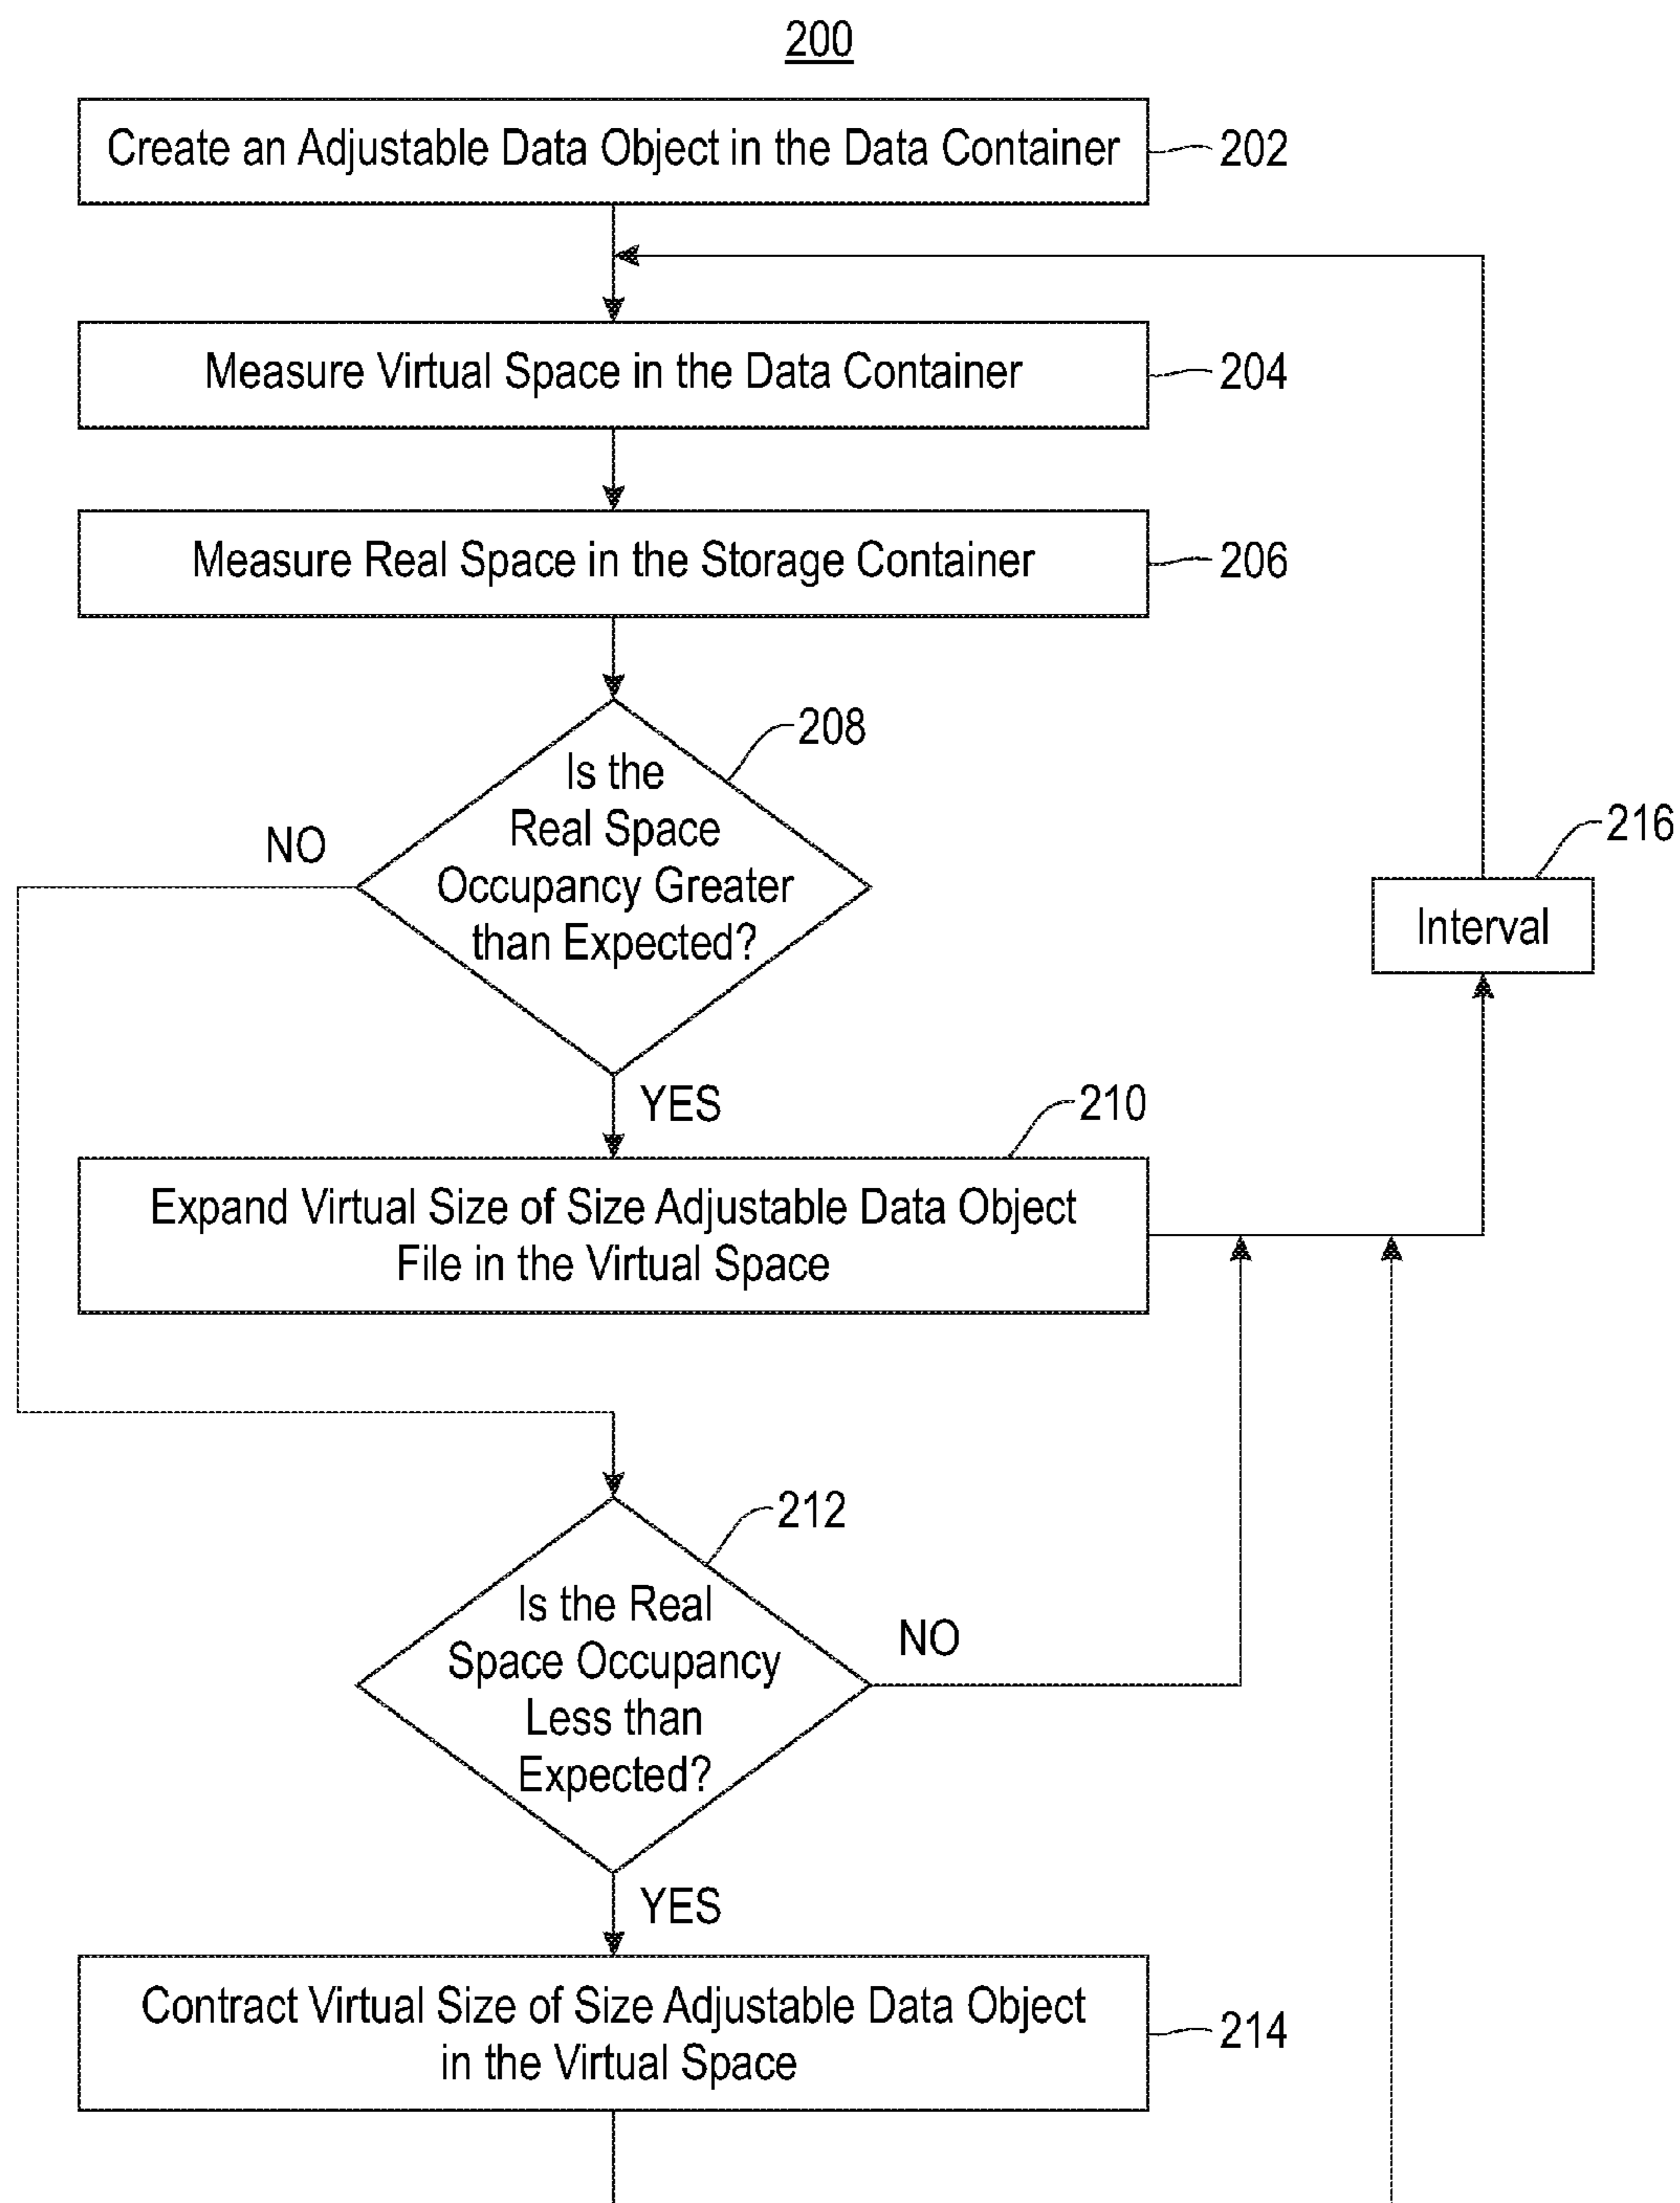 200
Create an Adjustable Data Object in the Data Container
202
Measure Virtual Space in the Data Container
204
Measure Real Space in the Storage Container
206
208
Is the
Real Space
Occupancy Greater
than Expected?
NO
216
Interval
YES
210
Expand Virtual Size of Size Adjustable Data Object
File in the Virtual Space
212
Is the Real
Space Occupancy
Less than
Expected?
NO
YES
Contract Virtual Size of Size Adjustable Data Object
in the Virtual Space
214